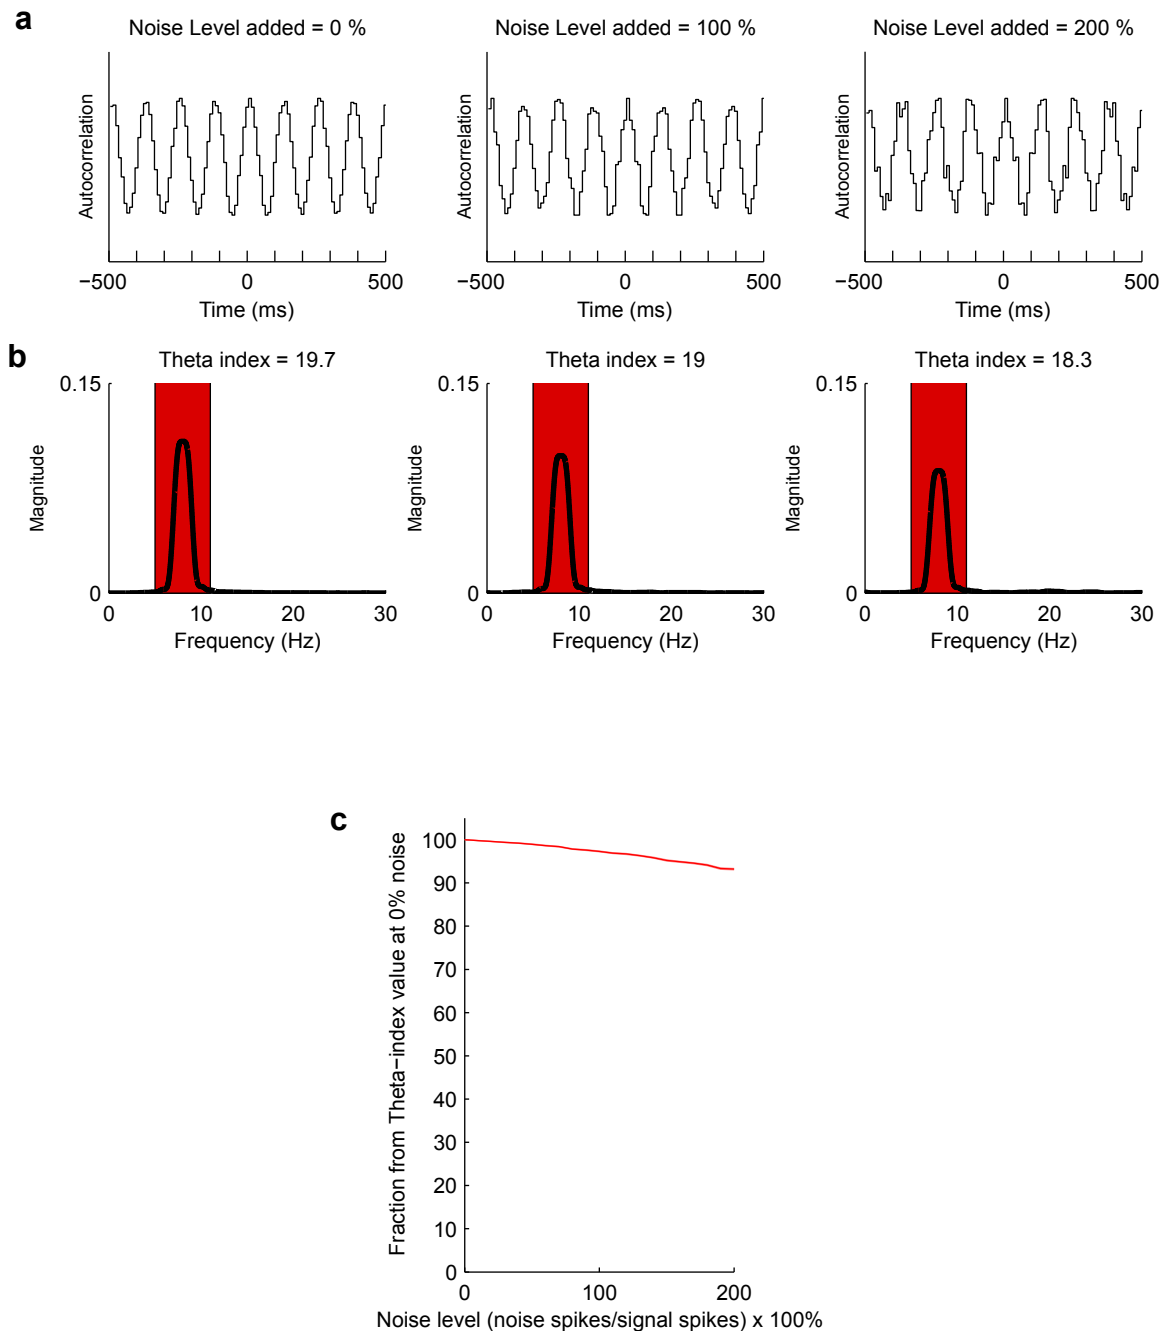 a
Noise Level added = 0 %
Noise Level added = 100 %
Noise Level added = 200 %
Autocorrelation
−500
0
500
Time (ms)
Autocorrelation
−500
0
500
Time (ms)
Autocorrelation
−500
0
500
Time (ms)
b
Theta index = 19.7
Theta index = 19
Theta index = 18.3
0.15
0
Magnitude
0
10
20
30
Frequency (Hz)
0.15
0
Magnitude
0
10
20
30
Frequency (Hz)
0.15
0
Magnitude
0
10
20
30
Frequency (Hz)
c
Fraction from Theta−index value at 0% noise
100
90
80
70
60
50
40
30
20
10
0
0
100
200
Noise level (noise spikes/signal spikes) x 100%